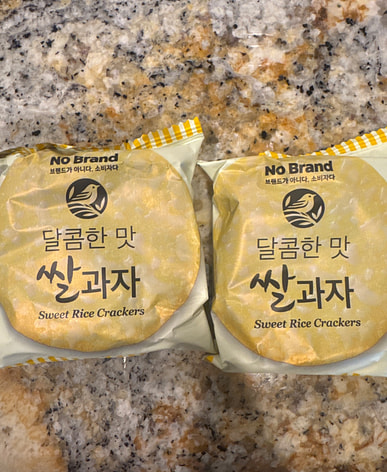 No Brand
브랜드가 아니다. 소비자다
달콤한 맛
쌀과자
Sweet Rice Crackers
No Brand
브랜드가 아니다. 소비자다
달콤한 맛
쌀과자
Sweet Rice Crackers